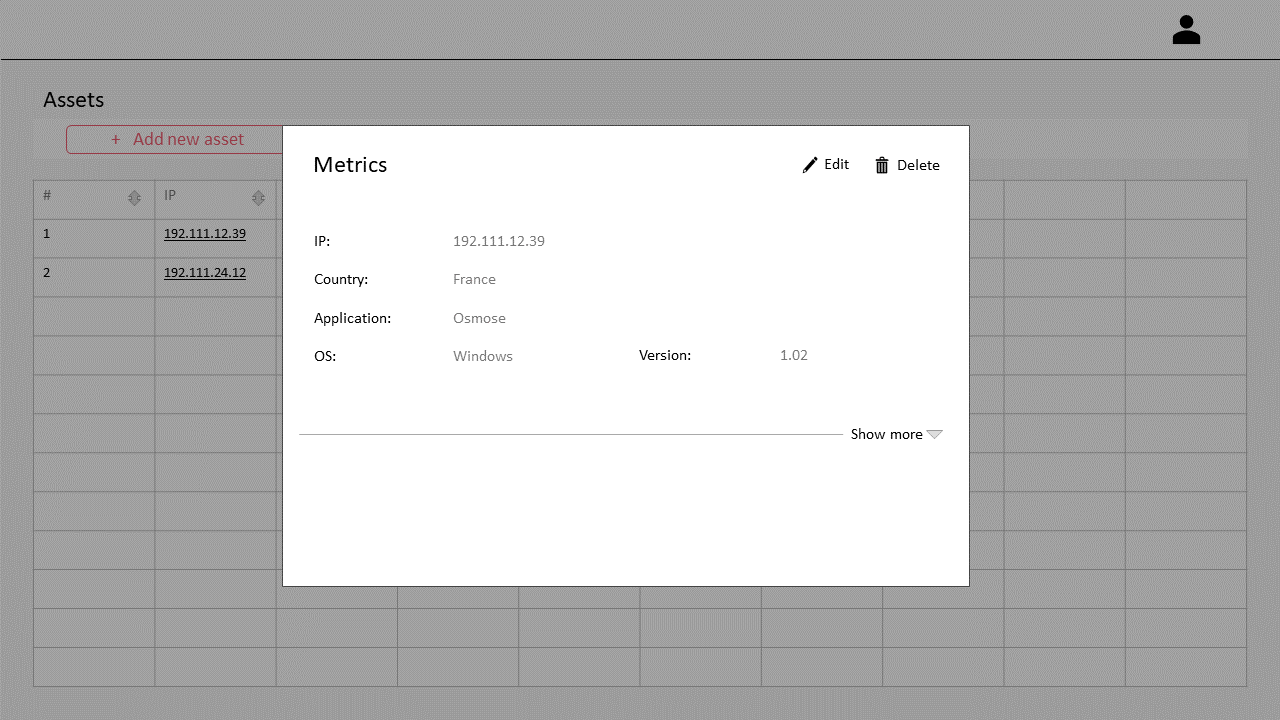 Assets
+ Add new asset
Metrics
Edit
Delete
# IP
1 192.111.12.39
2 192.111.24.12
IP: 192.111.12.39
Country: France
Application: Osmose
OS: Windows Version: 1.02
Show more